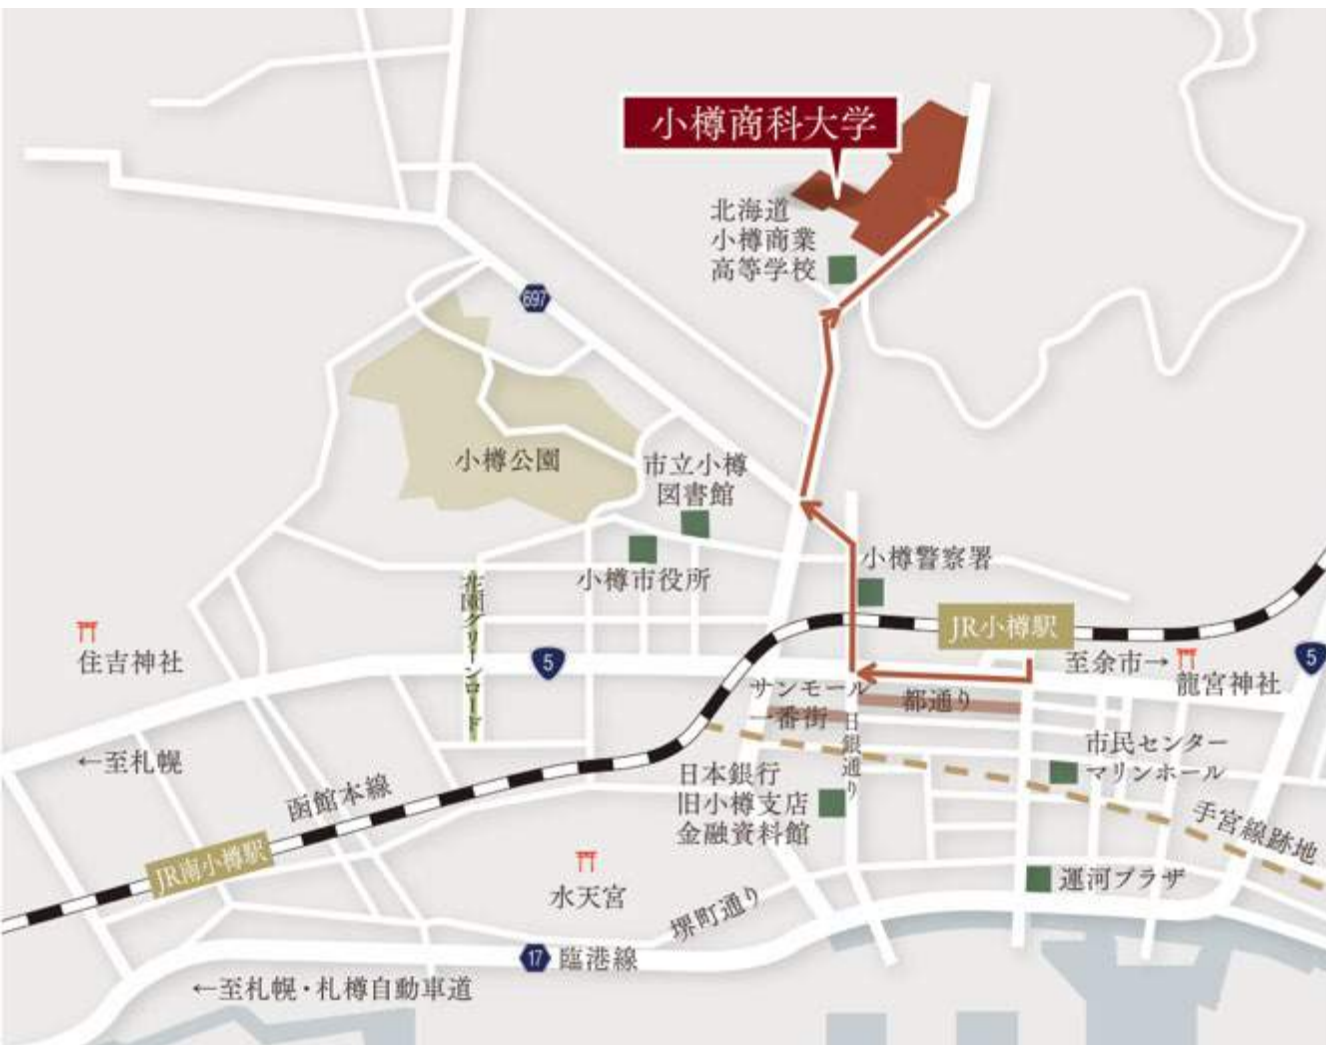 小樽商科大学
北海道
小樽商業
高等学校
697
小樽公園
市立小樽
図書館
小樽市役所
小樽警察署
花園グリーンロード
JR小樽駅
住吉神社
5
至余市→
龍宮神社
5
サンモール
一番街
都通り
日銀通り
←至札幌
市民センター
マリンホール
日本銀行
旧小樽支店
金融資料館
函館本線
手宮線跡地
JR南小樽駅
水天宮
運河プラザ
堺町通り
17
臨港線
←至札幌・札樽自動車道